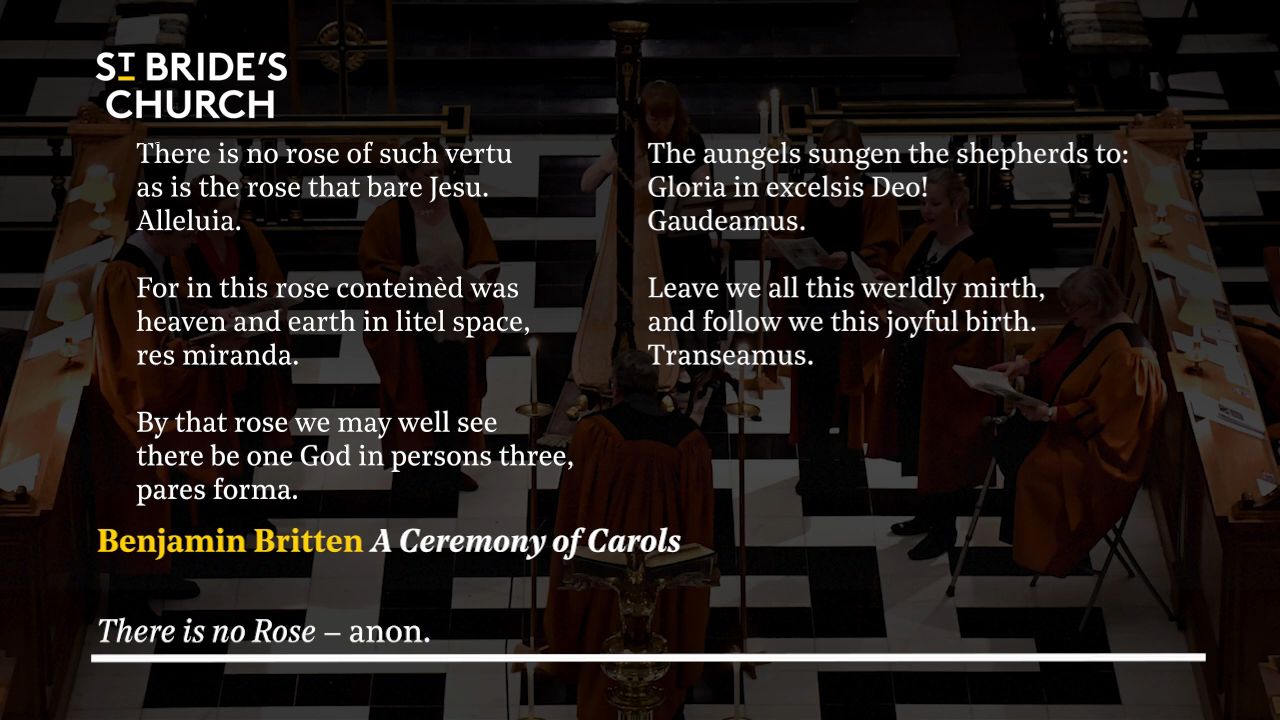 ST BRIDE'S
CHURCH
There is no rose of such vertu
as is the rose that bare Jesu.
Alleluia.
For in this rose conteinèd was
heaven and earth in litel space,
res miranda.
By that rose we may well see
there be one God in persons three,
pares forma.
The aungels sungen the shepherds to:
Gloria in excelsis Deo!
Gaudeamus.
Leave we all this werldly mirth,
and follow we this joyful birth.
Transeamus.
Benjamin Britten A Ceremony of Carols
There is no Rose – anon.